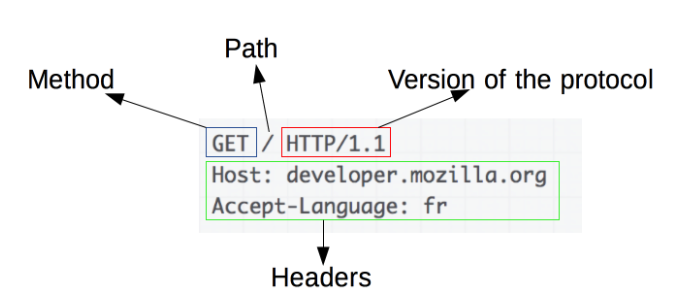 Path
Method
Version of the protocol
GET / HTTP/1.1
Host: developer.mozilla.org
Accept-Language: fr
Headers